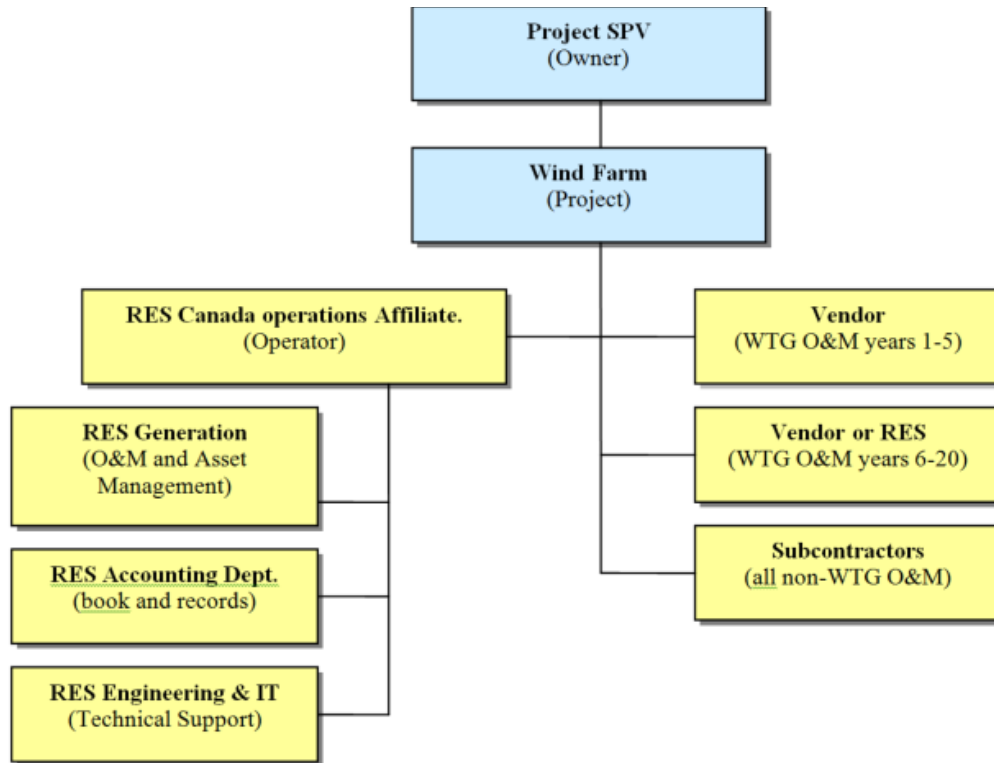 Project SPV
(Owner)
Wind Farm
(Project)
RES Canada operations Affiliate.
(Operator)
Vendor
(WTG O&M years 1-5)
RES Generation
(O&M and Asset
Management)
Vendor or RES
(WTG O&M years 6-20)
RES Accounting Dept.
(book and records)
Subcontractors
(all non-WTG O&M)
RES Engineering & IT
(Technical Support)